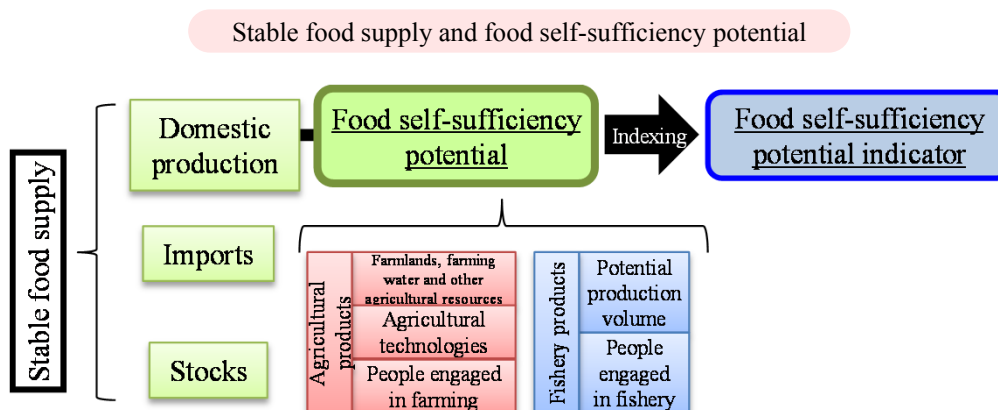 Stable food supply and food self-sufficiency potential
Stable food supply
Domestic
production
Imports
Stocks
Food self-sufficiency
potential
Indexing
Food self-sufficiency
potential indicator
Agricultural
products
Farmlands, farming
water and other
agricultural resources
Agricultural
technologies
People engaged
in farming
Fishery products
Potential
production
volume
People
engaged
in fishery